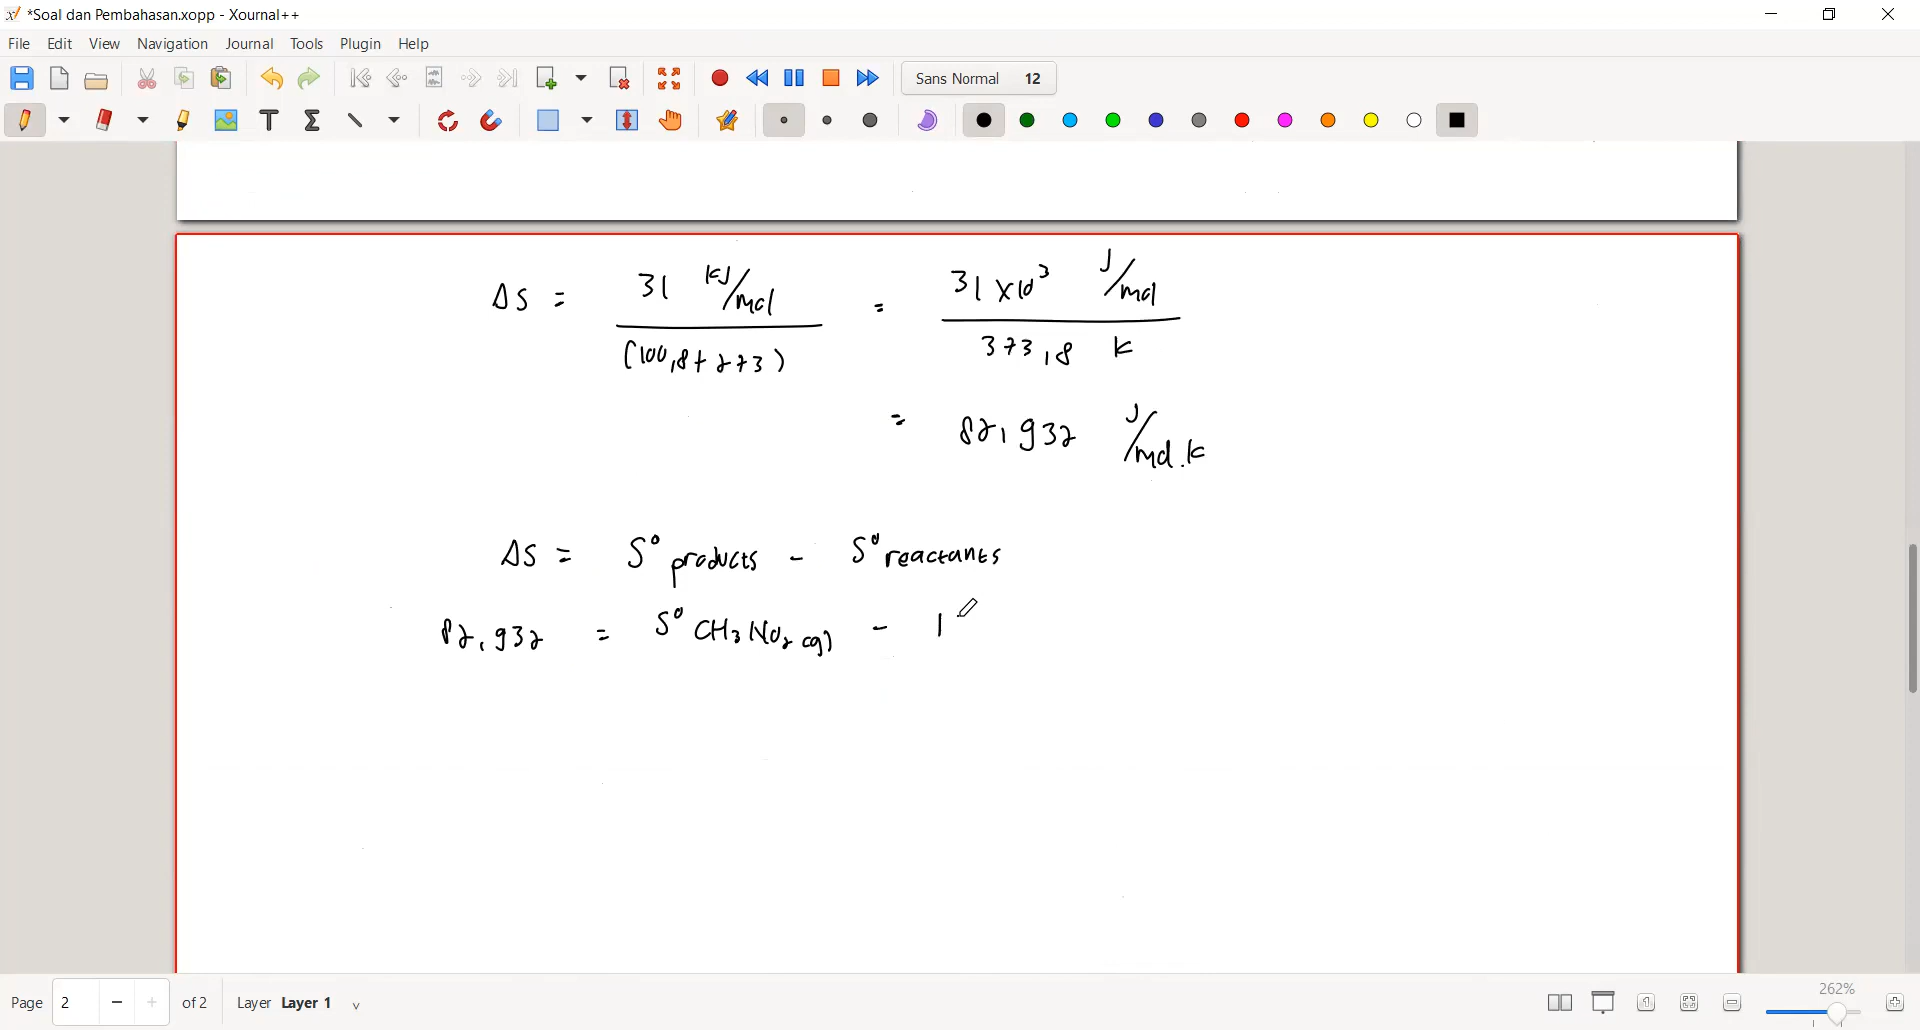 *Soal dan Pembahasan.xopp - Xournal++
File Edit View Navigation Journal Tools Plugin Help
Sans Normal 12
ΔS = 31 kJ/mol / (100,8 + 273) = 31 x 10³ J/mol / 373,8 K
= 82,932 J/mol.K
ΔS = S° products - S° reactants
82,932 = S° CH3NO2 (g) - 1
Page 2 of 2 Layer Layer 1 262%